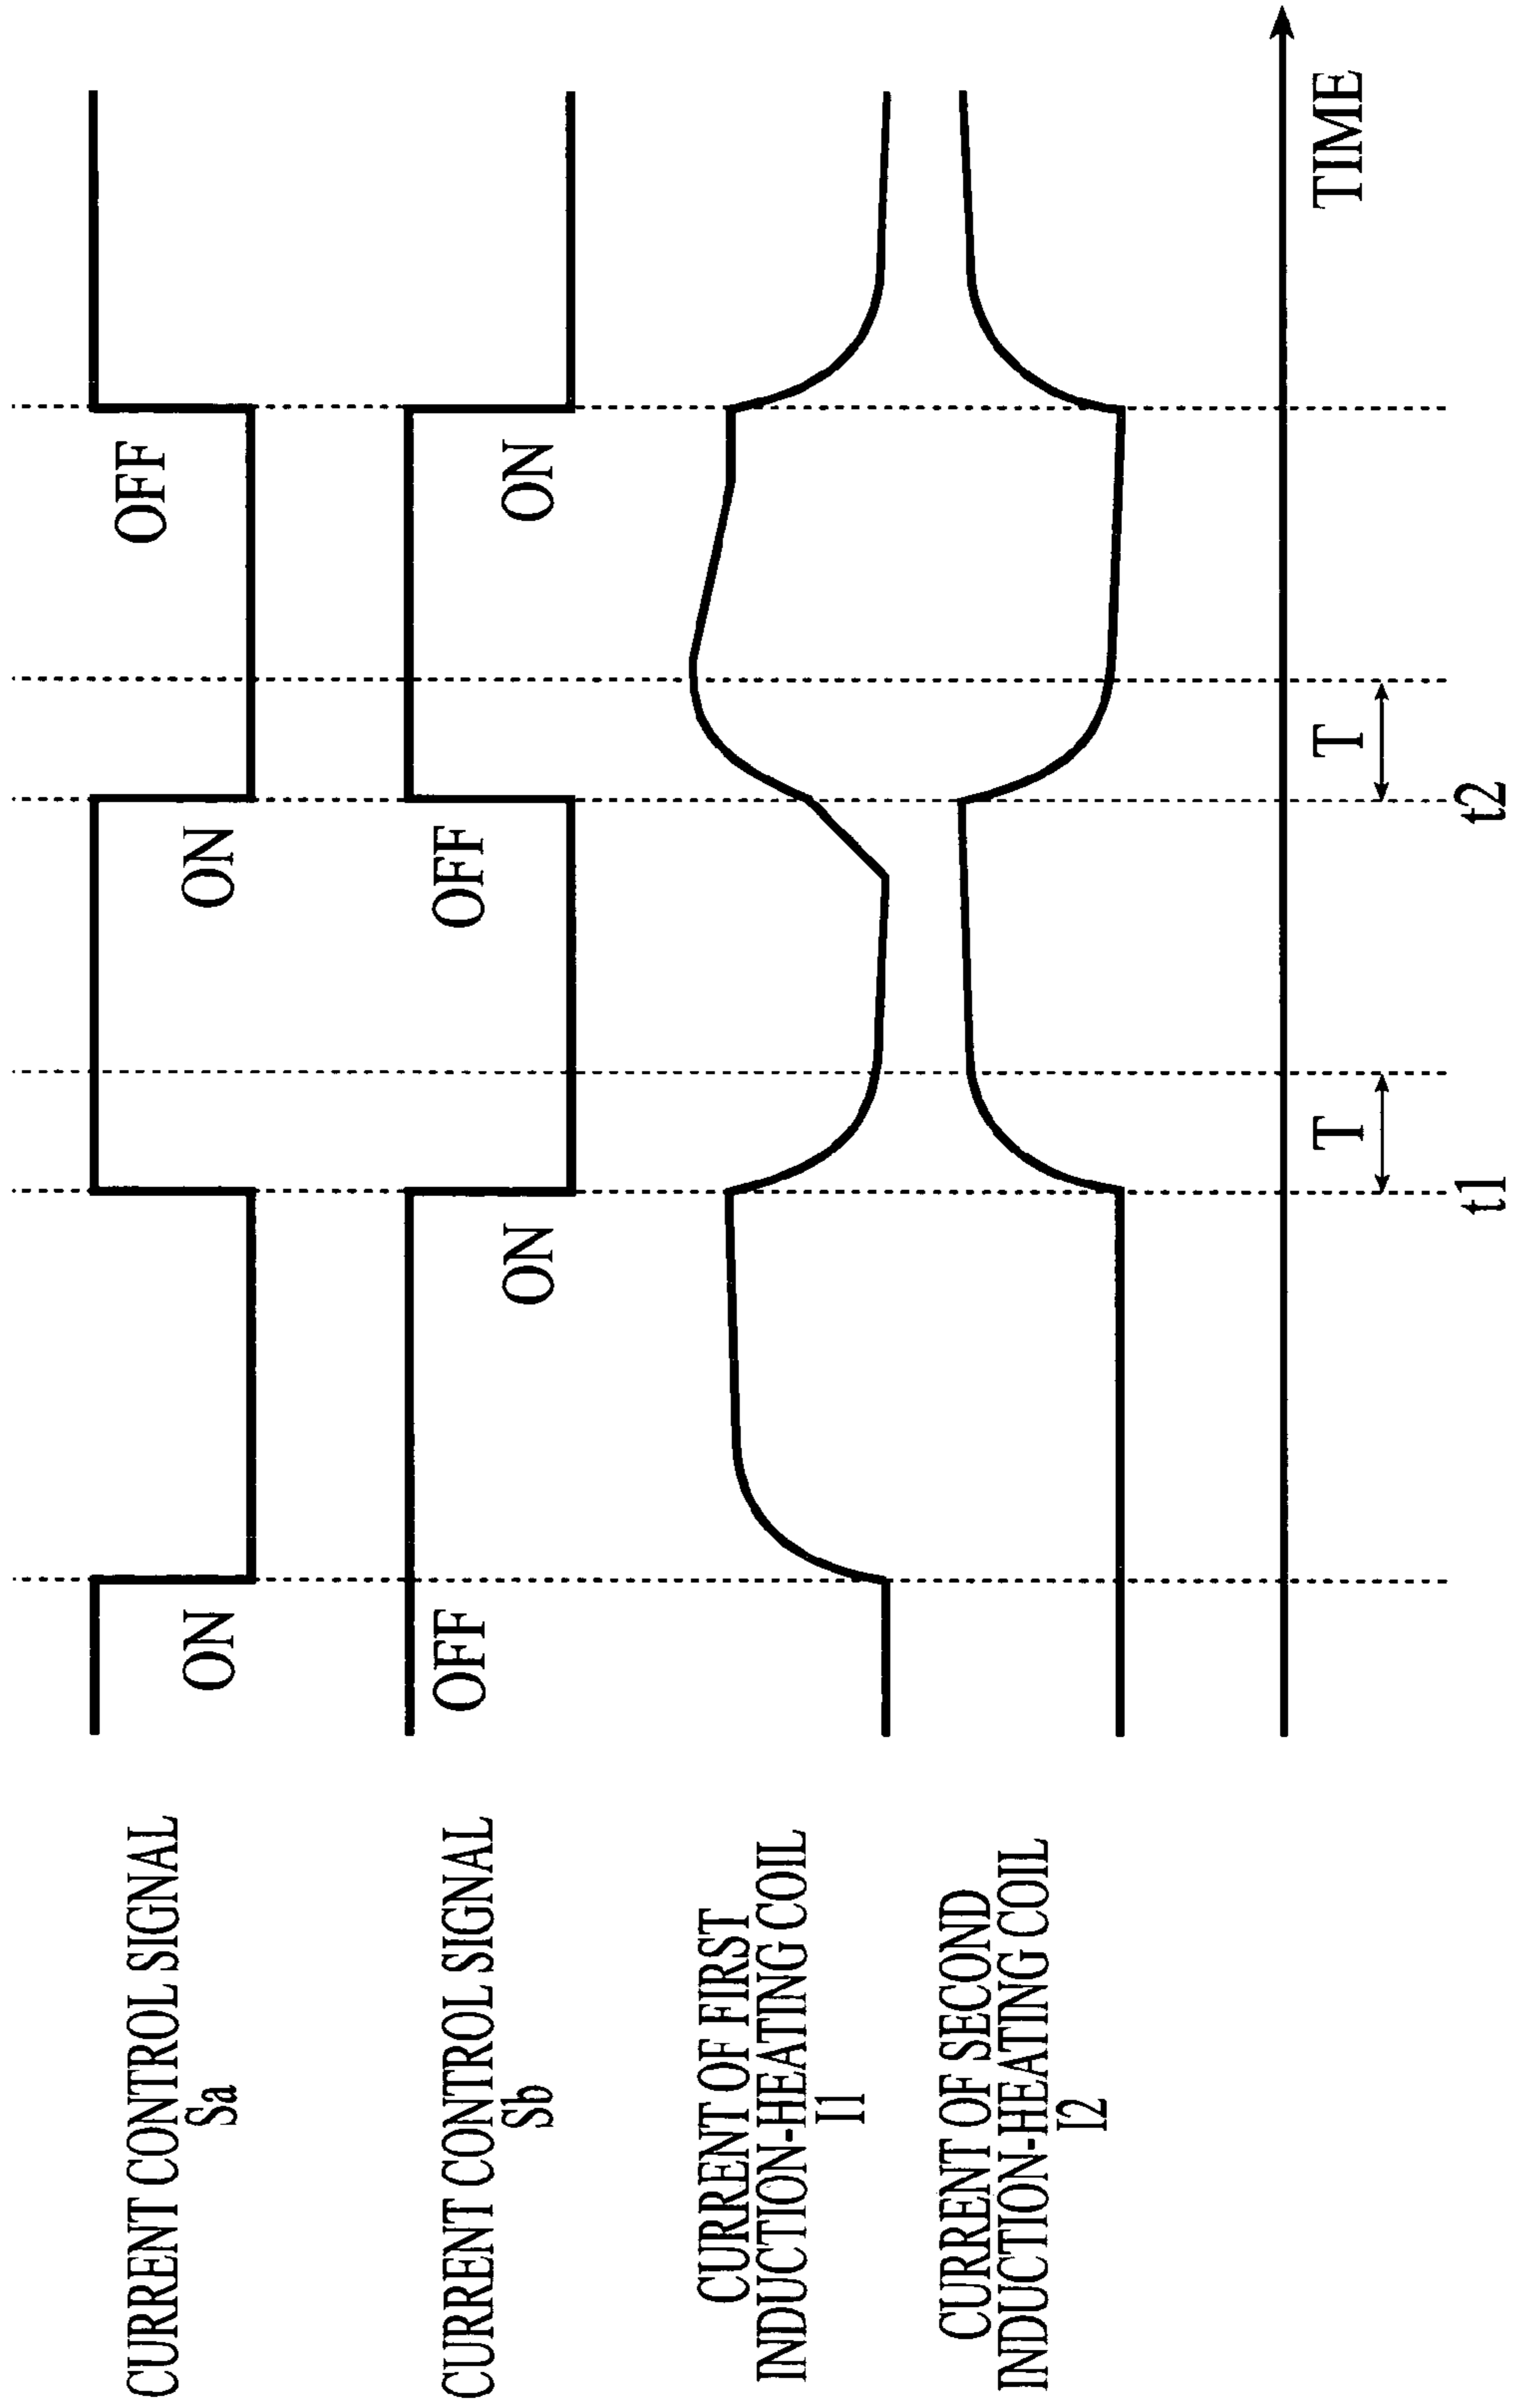 CURRENT CONTROL SIGNAL
Sa
ON
ON
OFF
CURRENT CONTROL SIGNAL
Sb
OFF
ON
OFF
ON
CURRENT OF FIRST
INDUCTION-HEATING COIL
I1
CURRENT OF SECOND
INDUCTION-HEATING COIL
I2
T
T
TIME
t1
t2